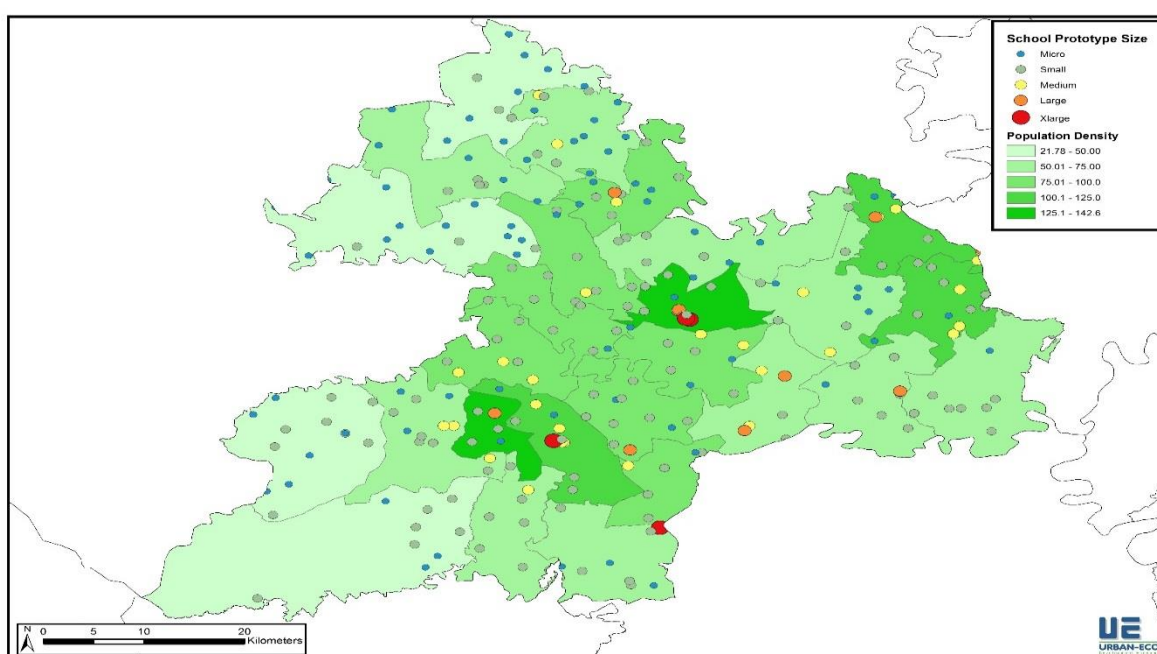 School Prototype Size
Micro
Small
Medium
Large
Xlarge
Population Density
21.78 - 50.00
50.01 - 75.00
75.01 - 100.0
100.1 - 125.0
125.1 - 142.6
N
0 5 10 20
Kilometers
UE
URBAN-ECO